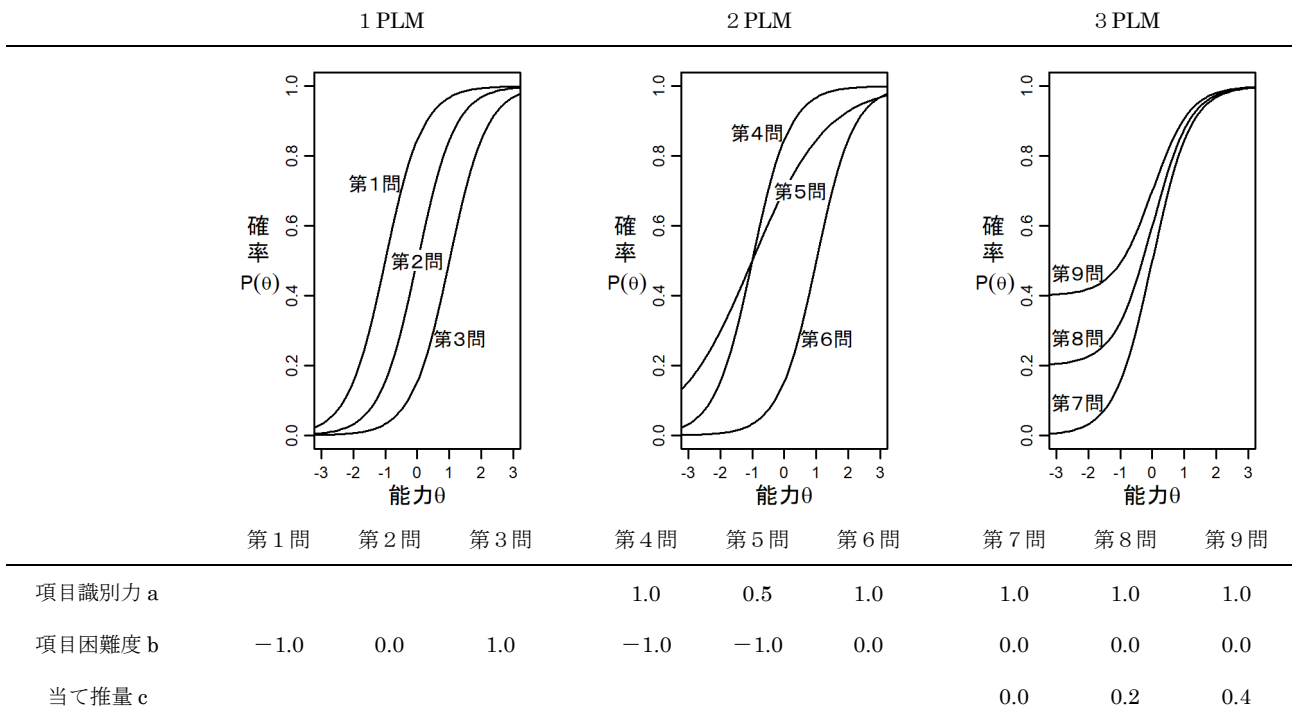 1 PLM 2 PLM 3 PLM
確率 P(θ)
0.0 0.2 0.4 0.6 0.8 1.0
第1問
第2問
第3問
-3 -2 -1 0 1 2 3
能力θ
確率 P(θ)
0.0 0.2 0.4 0.6 0.8 1.0
第4問
第5問
第6問
-3 -2 -1 0 1 2 3
能力θ
確率 P(θ)
0.0 0.2 0.4 0.6 0.8 1.0
第9問
第8問
第7問
-3 -2 -1 0 1 2 3
能力θ
第1問 第2問 第3問 第4問 第5問 第6問 第7問 第8問 第9問
項目識別力 a 1.0 0.5 1.0 1.0 1.0 1.0
項目困難度 b -1.0 0.0 1.0 -1.0 -1.0 0.0 0.0 0.0 0.0
当て推量 c 0.0 0.2 0.4